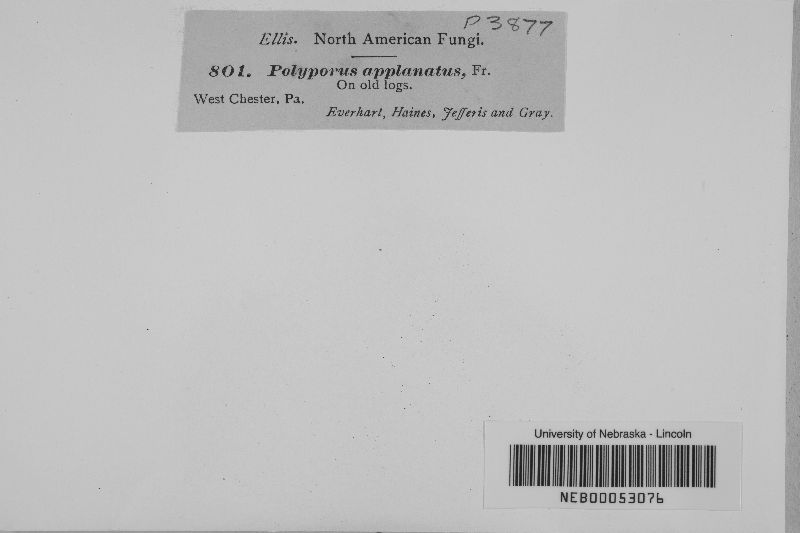 P3877
Ellis. North American Fungi.
801. Polyporus applanatus, Fr.
On old logs.
West Chester, Pa.
Everhart, Haines, Jefferis and Gray.
University of Nebraska - Lincoln
NEB00053076